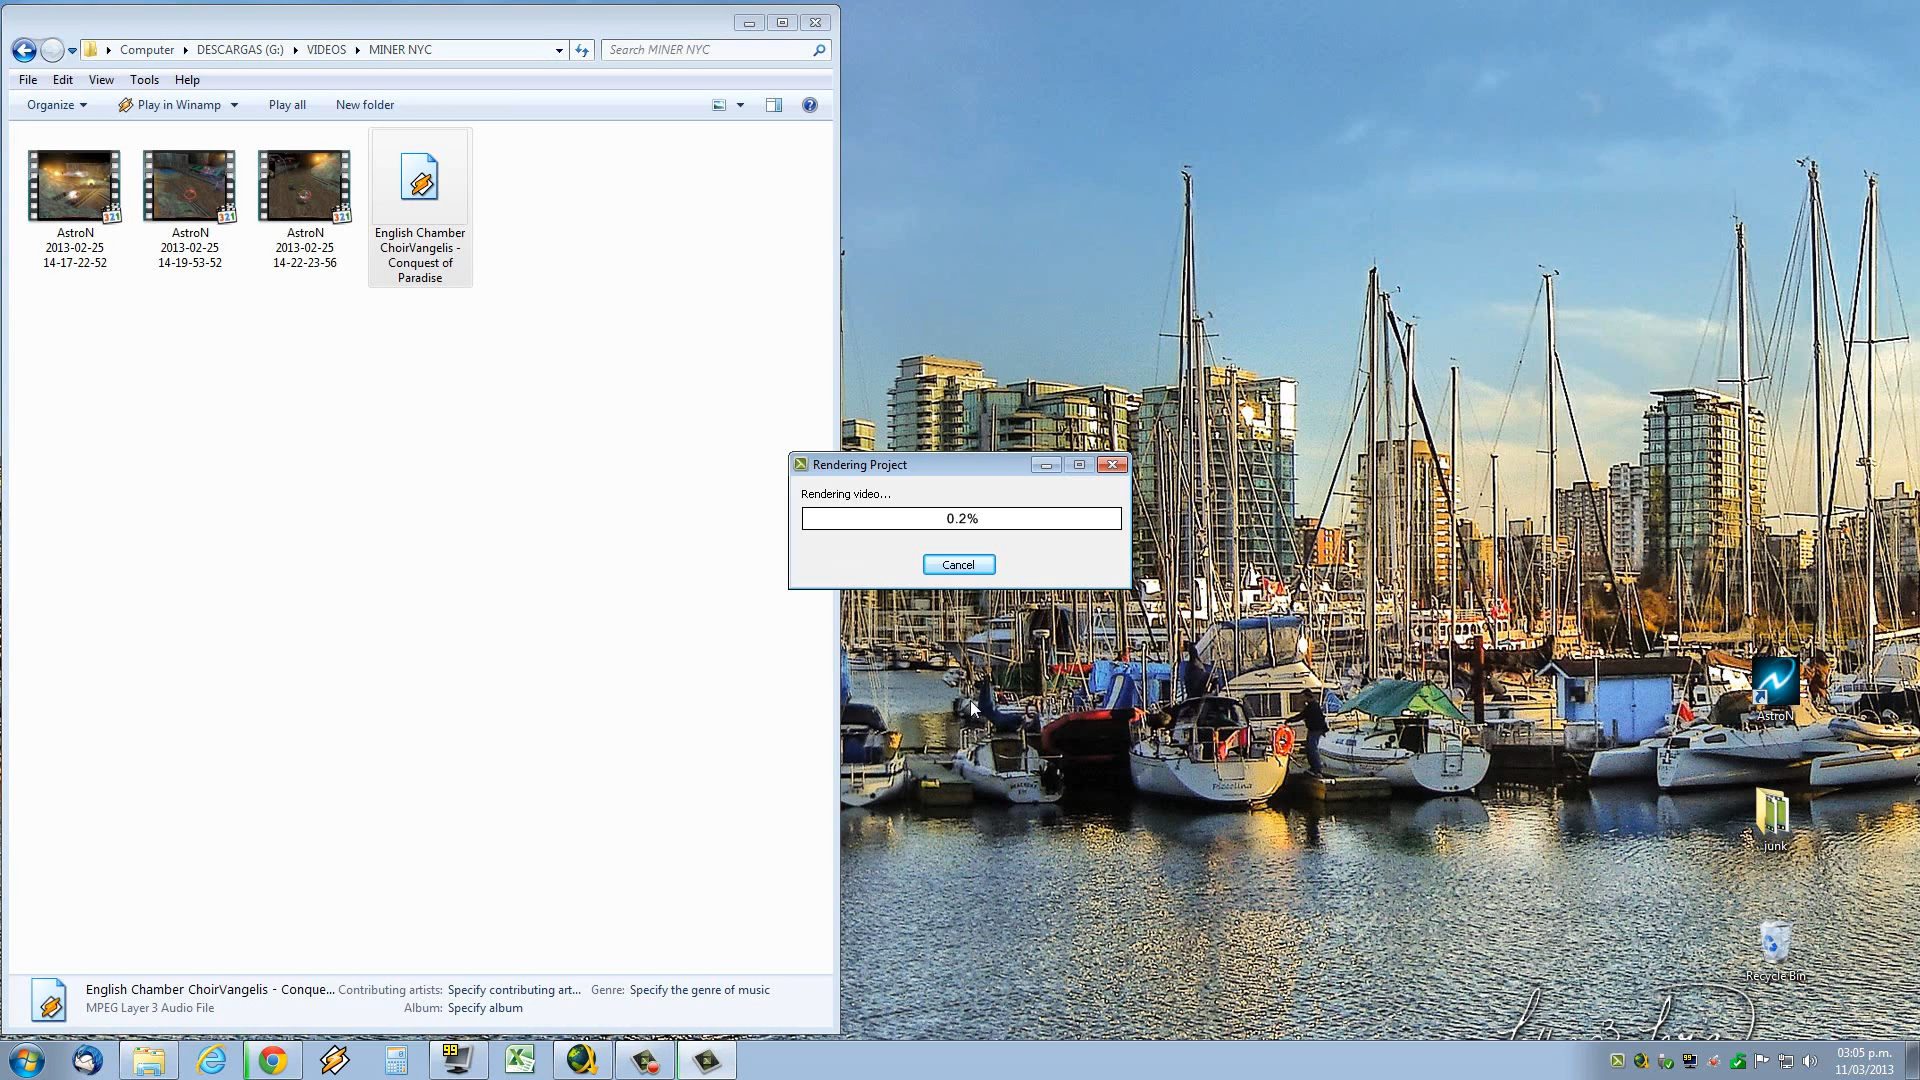 Computer
DESCARGAS (G:)
VIDEOS
MINER NYC
Search MINER NYC
File
Edit
View
Tools
Help
Organize
Play in Winamp
Play all
New folder
AstroN
2013-02-25
14-17-22-52
AstroN
2013-02-25
14-19-53-52
AstroN
2013-02-25
14-22-23-56
English Chamber
ChoirVangelis -
Conquest of
Paradise
Rendering Project
Rendering video...
0.2%
Cancel
AstroN
junk
Recycle Bin
English Chamber ChoirVangelis - Conque...
Contributing artists: Specify contributing art...
Genre: Specify the genre of music
MPEG Layer 3 Audio File
Album: Specify album
99
03:05 p.m.
11/03/2013